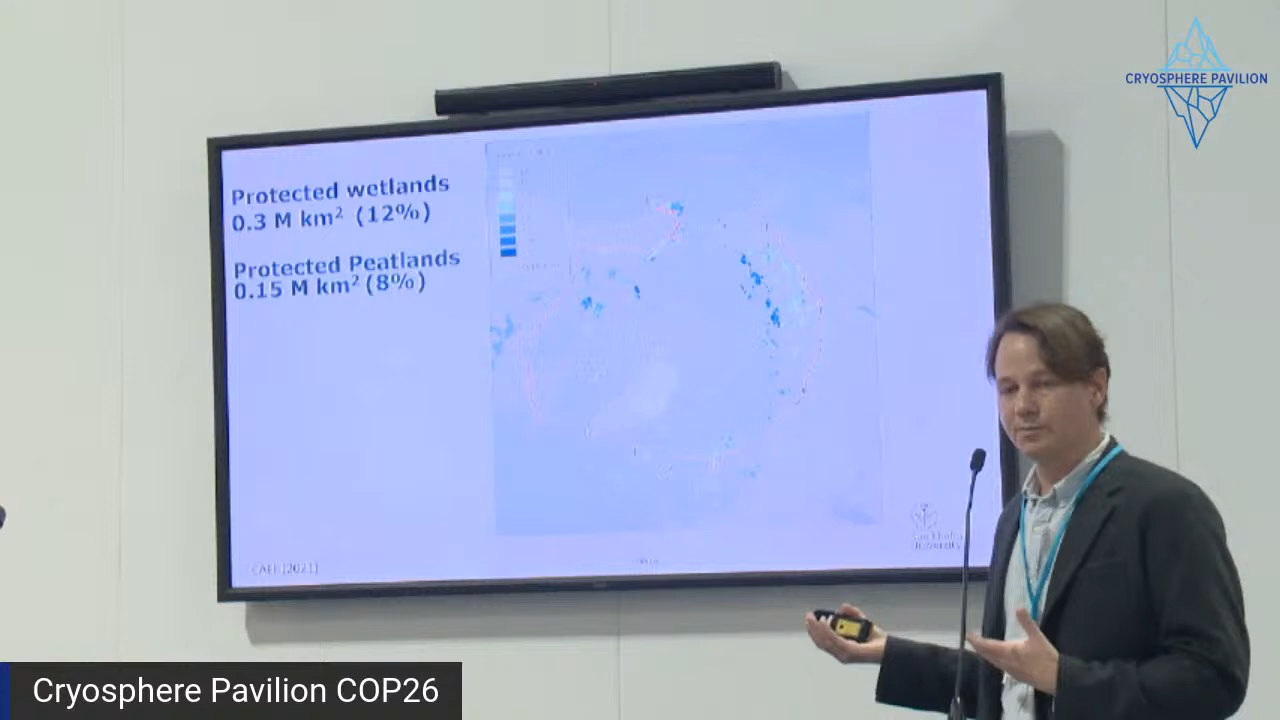 CRYOSPHERE PAVILION
Protected wetlands
0.3 M km² (12%)
Protected Peatlands
0.15 M km² (8%)
University
CAFF (2021)
Cryosphere Pavilion COP26